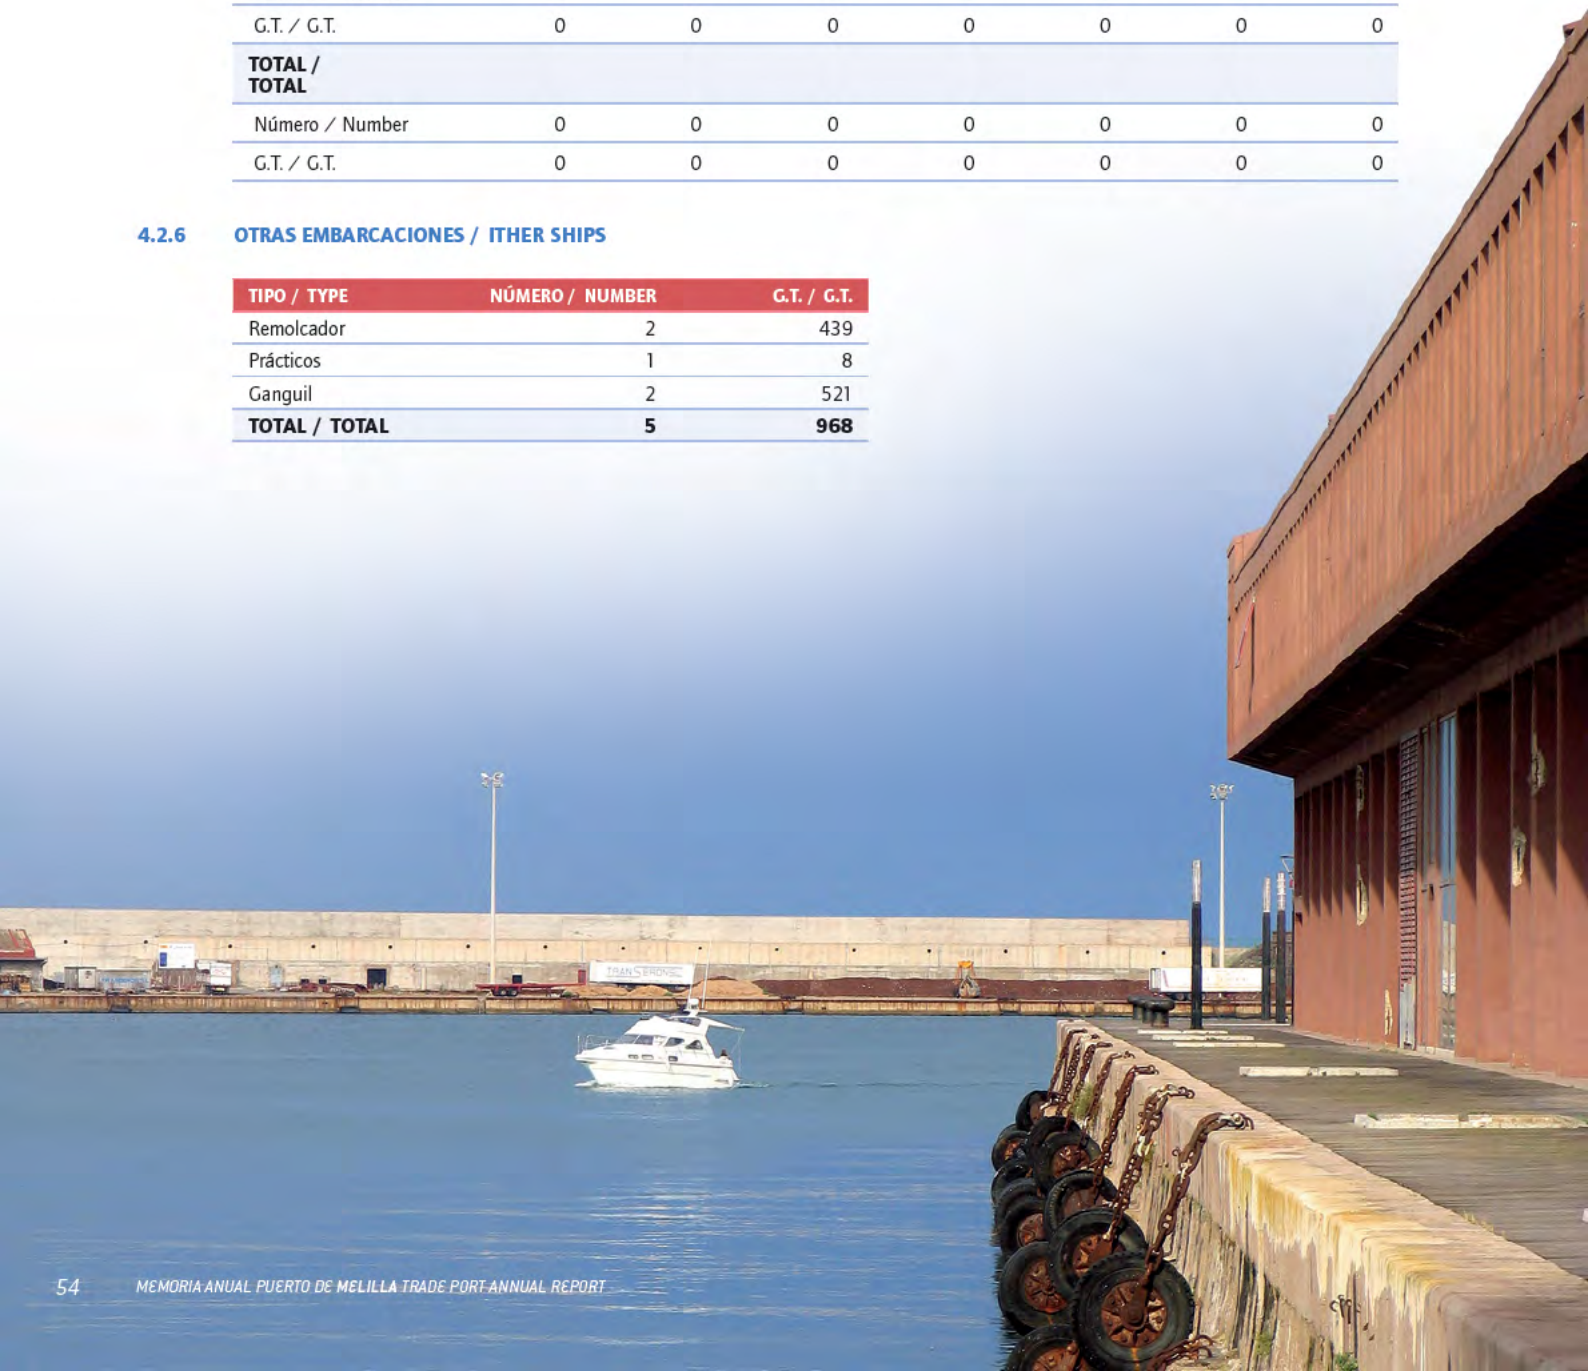 G.T. / G.T. 0 0 0 0 0 0 0
TOTAL /
TOTAL
Número / Number 0 0 0 0 0 0 0
G.T. / G.T. 0 0 0 0 0 0 0
4.2.6 OTRAS EMBARCACIONES / ITHER SHIPS
TIPO / TYPE NÚMERO / NUMBER G.T. / G.T.
Remolcador 2 439
Prácticos 1 8
Ganguil 2 521
TOTAL / TOTAL 5 968
54 MEMORIA ANUAL PUERTO DE MELILLA TRADE PORT ANNUAL REPORT